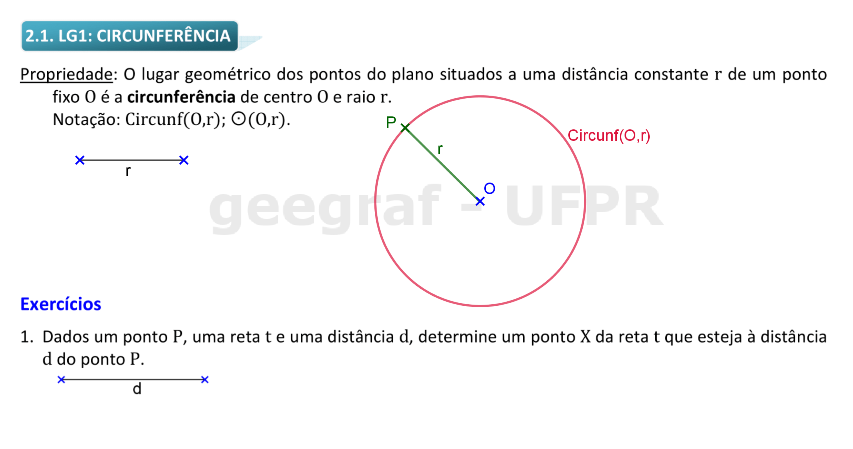 2.1. LG1: CIRCUNFERÊNCIA
Propriedade: O lugar geométrico dos pontos do plano situados a uma distância constante r de um ponto
fixo O é a circunferência de centro O e raio r.
Notação: Circunf(O,r); ⊙(O,r).
P
Circunf(O,r)
r
r
O
geegraf - UFPR
Exercícios
1. Dados um ponto P, uma reta t e uma distância d, determine um ponto X da reta t que esteja à distância
d do ponto P.
d